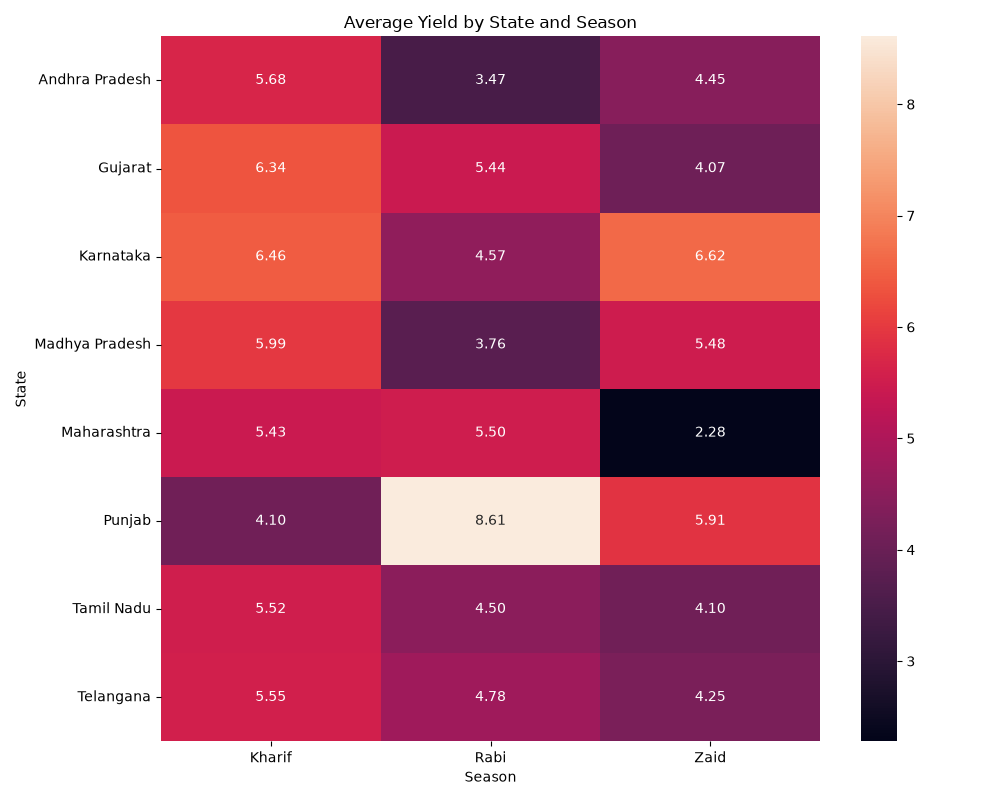 Average Yield by State and Season
Andhra Pradesh 5.68 3.47 4.45
Gujarat 6.34 5.44 4.07
Karnataka 6.46 4.57 6.62
Madhya Pradesh 5.99 3.76 5.48
Maharashtra 5.43 5.50 2.28
Punjab 4.10 8.61 5.91
Tamil Nadu 5.52 4.50 4.10
Telangana 5.55 4.78 4.25
Kharif Rabi Zaid
Season
State
8
7
6
5
4
3